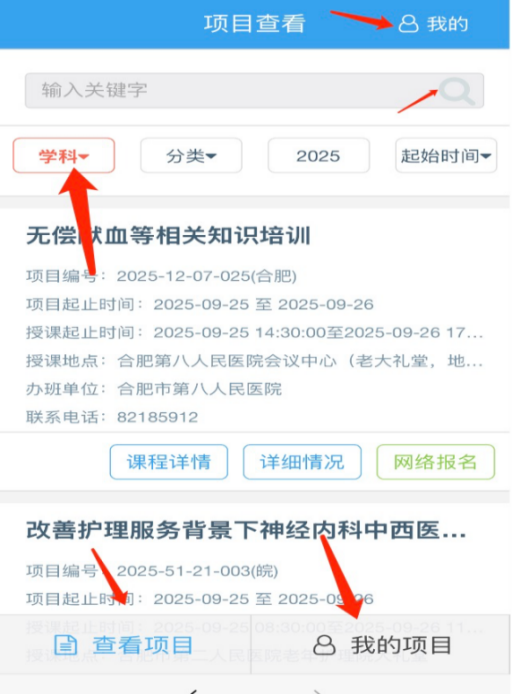 项目查看
我的
输入关键字
学科
分类
2025
起始时间
无偿献血等相关知识培训
项目编号：2025-12-07-025(合肥)
项目起止时间：2025-09-25 至 2025-09-26
授课起止时间：2025-09-25 14:30:00至2025-09-26 17...
授课地点：合肥第八人民医院会议中心（老大礼堂，地...
办班单位：合肥市第八人民医院
联系电话：82185912
课程详情
详细情况
网络报名
改善护理服务背景下神经内科中西医...
项目编号：2025-51-21-003(皖)
项目起止时间：2025-09-25 至 2025-09-26
授课起止时间：2025-09-25 08:30:00至2025-09-26 11...
查看项目
我的项目